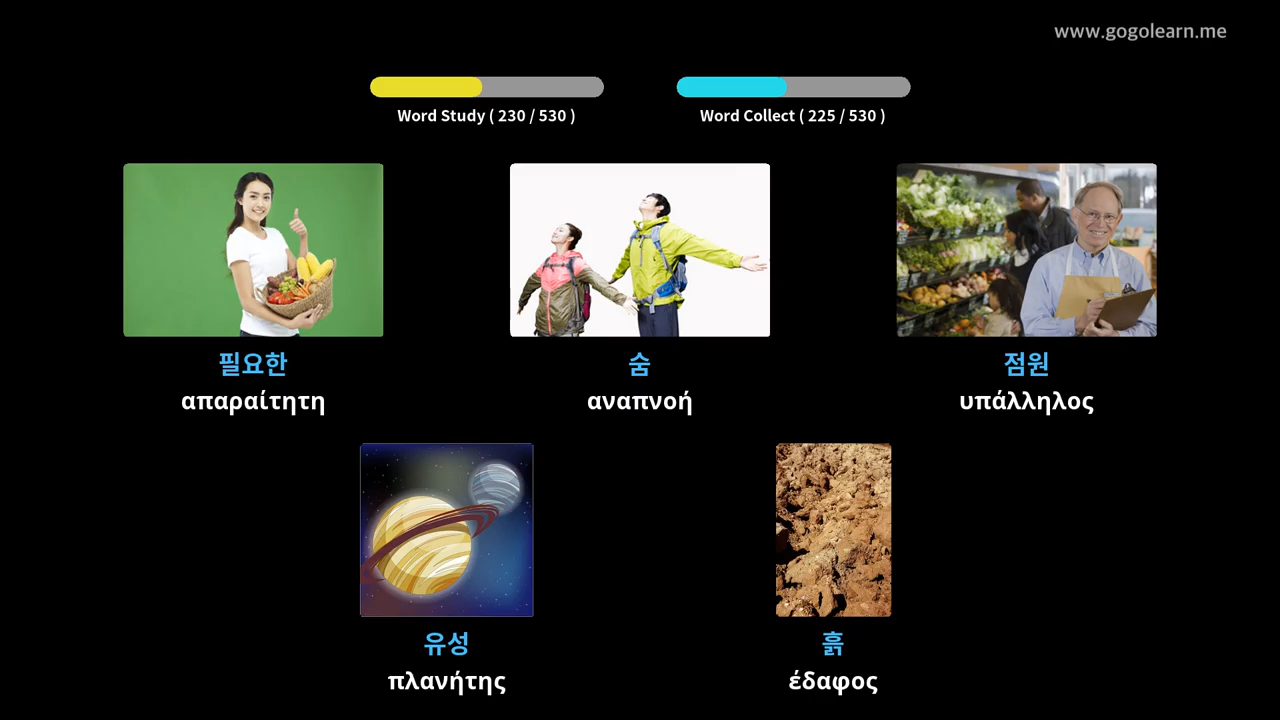 www.gogolearn.me
Word Study ( 230 / 530 )
Word Collect ( 225 / 530 )
필요한
숨
점원
απαραίτητη
αναπνοή
υπάλληλος
유성
흙
πλανήτης
έδαφος